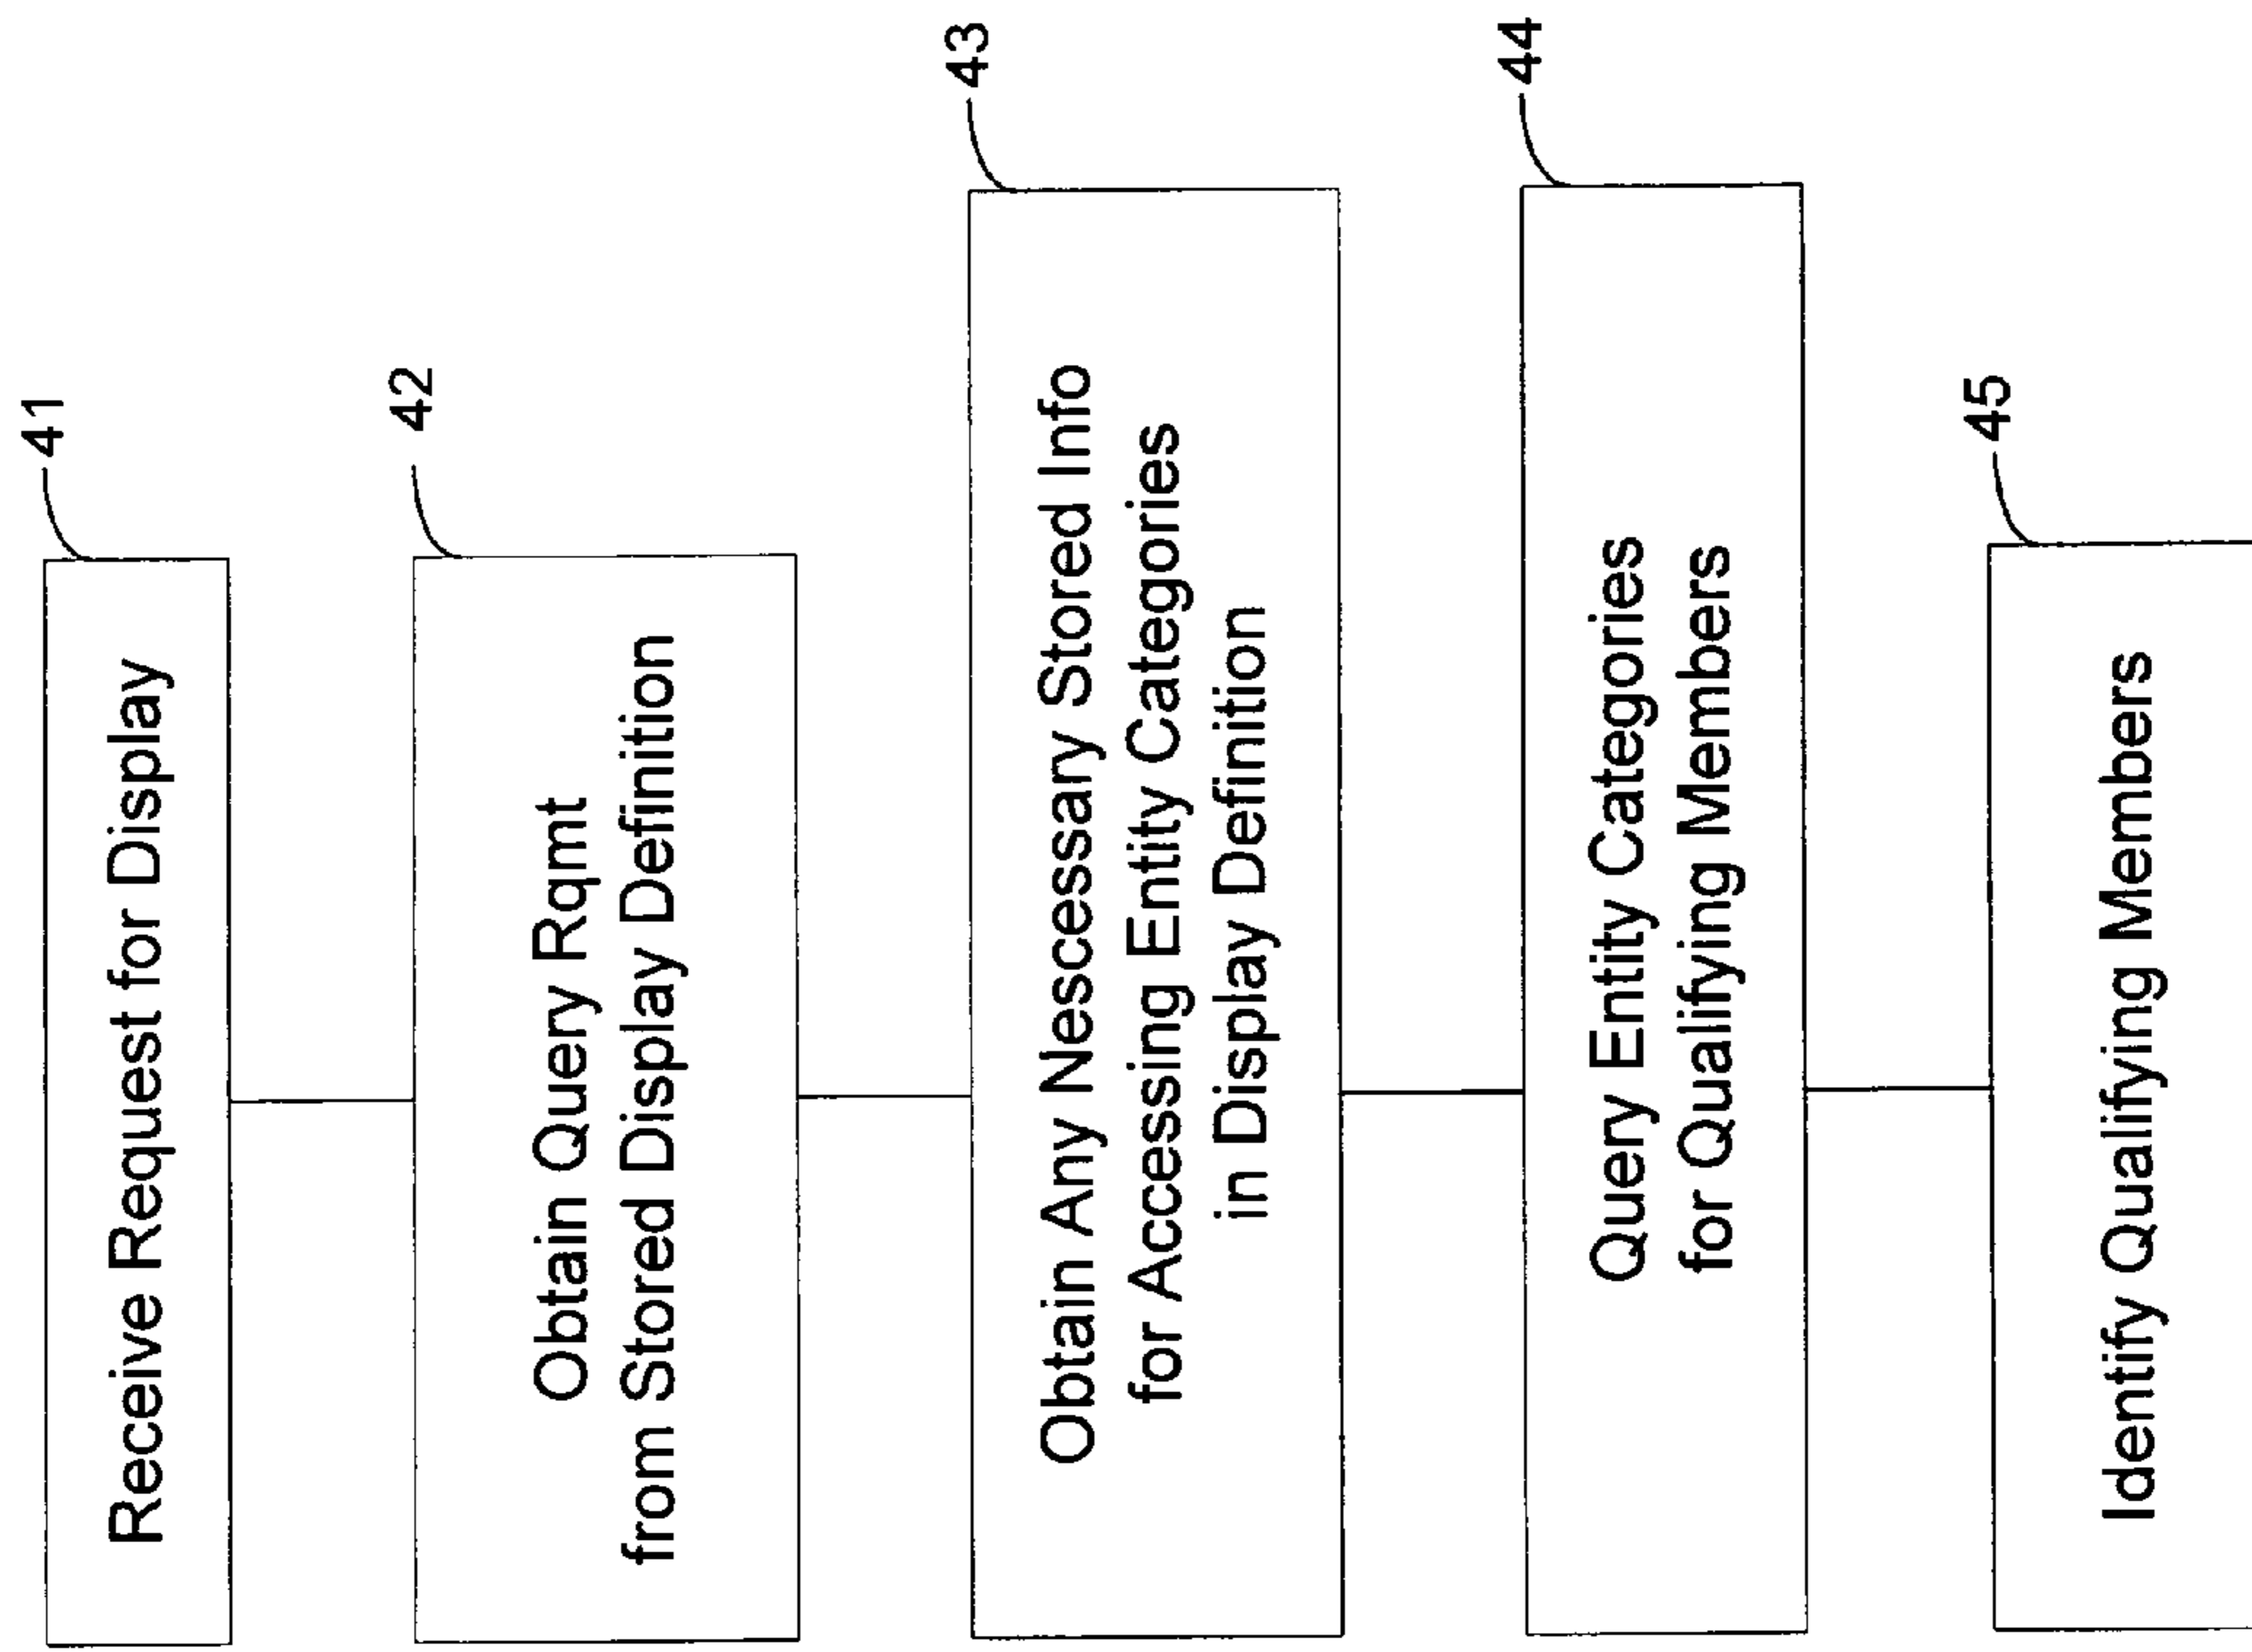 41
Receive Request for Display
42
Obtain Query Rqmt
from Stored Display Definition
43
Obtain Any Nescessary Stored Info
for Accessing Entity Categories
in Display Definition
44
Query Entity Categories
for Qualifying Members
45
Identify Qualifying Members